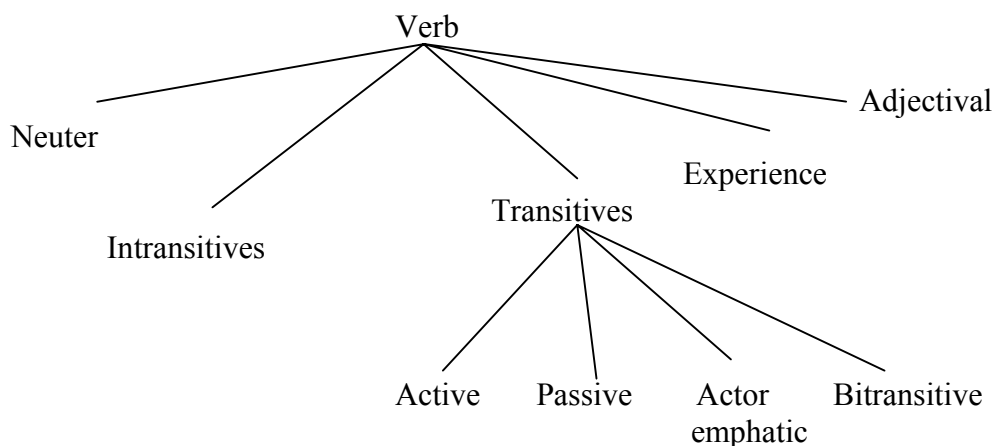 Verb
Adjectival
Neuter
Experience
Transitives
Intransitives
Active Passive Actor Bitransitive
emphatic